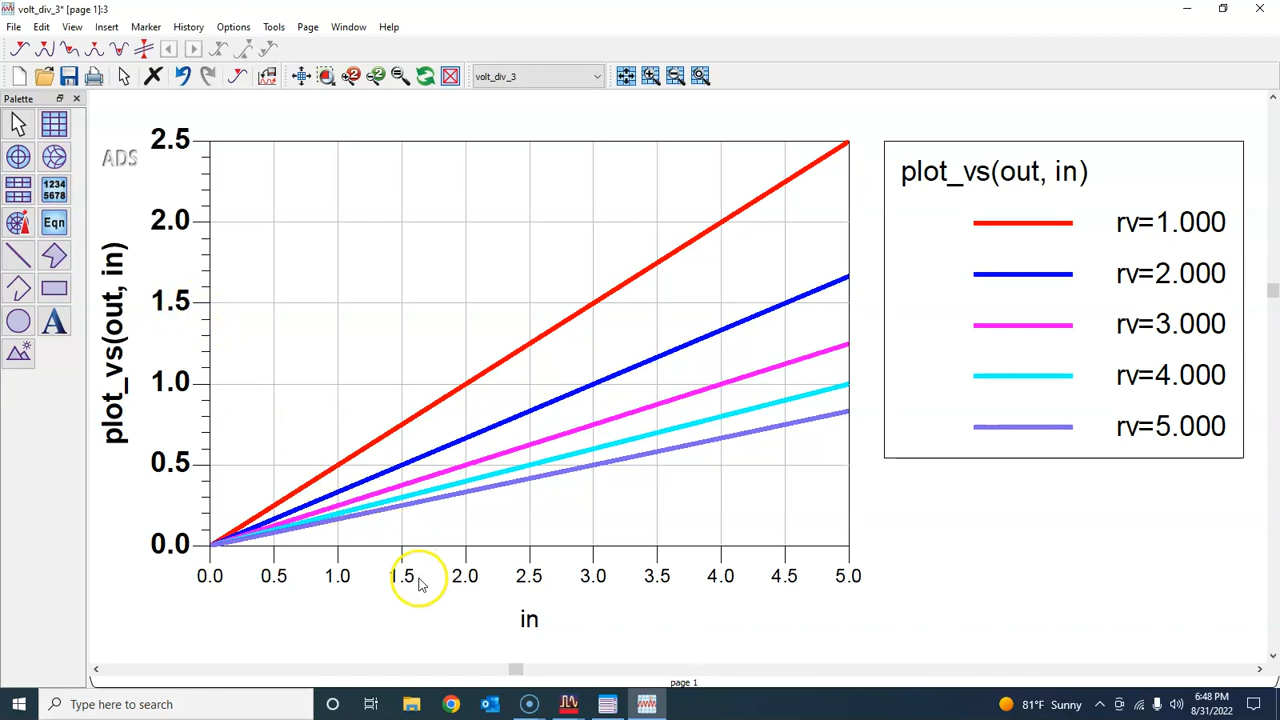 volt_div_3* [page 1]:3
File Edit View Insert Marker History Options Tools Page Window Help
volt_div_3
Palette
1234
5678
Eqn
A
ADS
plot_vs(out, in)
2.5
2.0
1.5
1.0
0.5
0.0
0.0 0.5 1.0 1.5 2.0 2.5 3.0 3.5 4.0 4.5 5.0
in
plot_vs(out, in)
rv=1.000
rv=2.000
rv=3.000
rv=4.000
rv=5.000
page 1
Type here to search
81°F Sunny
6:48 PM
8/31/2022